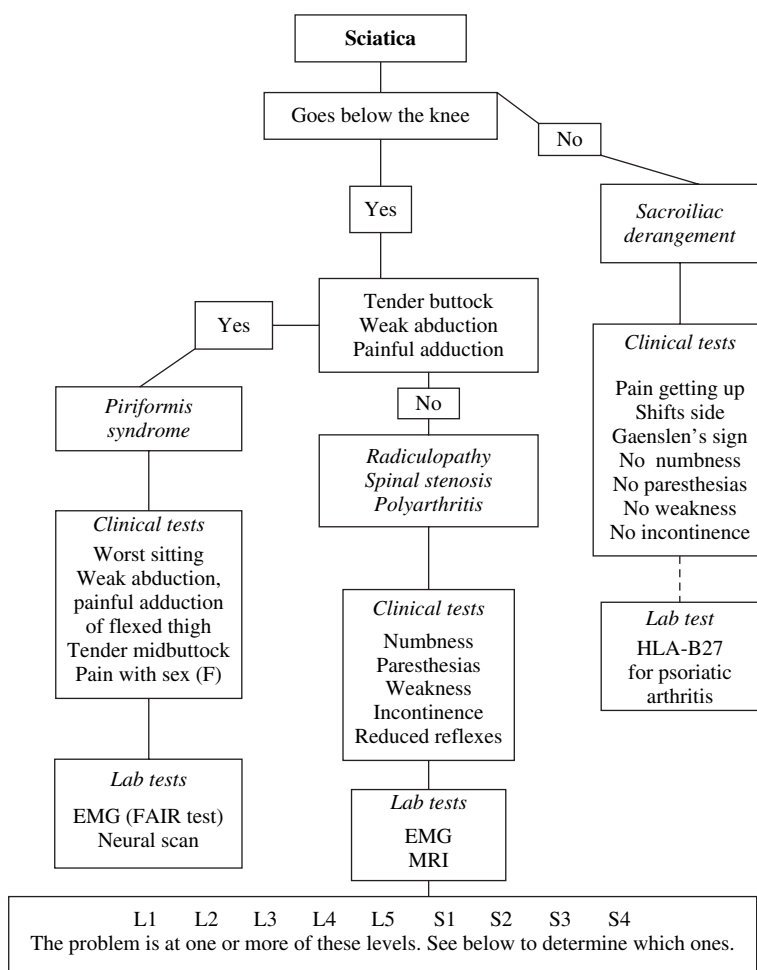 Sciatica
Goes below the knee
No
Yes
Sacroiliac
derangement
Tender buttock
Weak abduction
Painful adduction
Yes
No
Clinical tests
Pain getting up
Shifts side
Gaenslen's sign
No numbness
No paresthesias
No weakness
No incontinence
Piriformis
syndrome
Radiculopathy
Spinal stenosis
Polyarthritis
Clinical tests
Worst sitting
Weak abduction,
painful adduction
of flexed thigh
Tender midbuttock
Pain with sex (F)
Clinical tests
Numbness
Paresthesias
Weakness
Incontinence
Reduced reflexes
Lab test
HLA-B27
for psoriatic
arthritis
Lab tests
EMG (FAIR test)
Neural scan
Lab tests
EMG
MRI
L1 L2 L3 L4 L5 S1 S2 S3 S4
The problem is at one or more of these levels. See below to determine which ones.